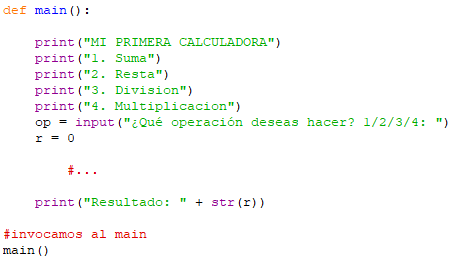 def main():
print("MI PRIMERA CALCULADORA")
print("1. Suma")
print("2. Resta")
print("3. Division")
print("4. Multiplicacion")
op = input("¿Qué operación deseas hacer? 1/2/3/4: ")
r = 0
#...
print("Resultado: " + str(r))
#invocamos al main
main()